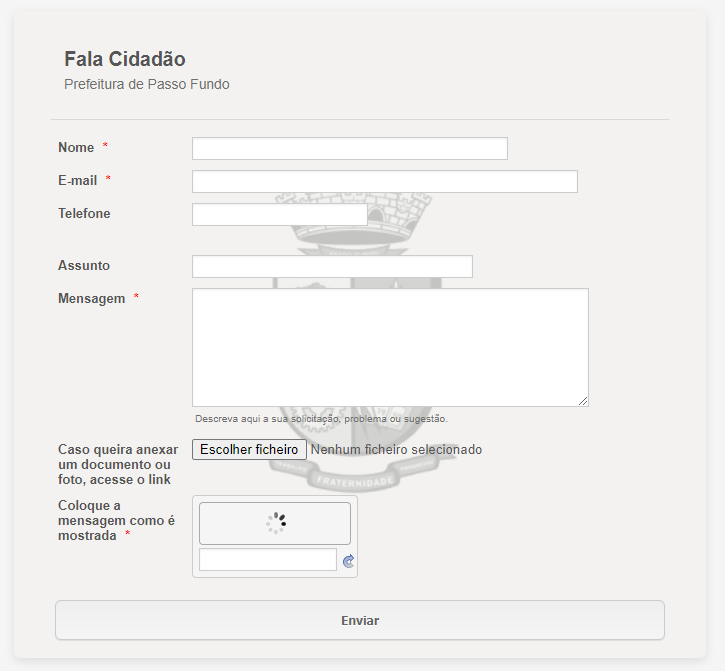 Fala Cidadão
Prefeitura de Passo Fundo
Nome *
E-mail *
Telefone
Assunto
Mensagem *
Descreva aqui a sua solicitação, problema ou sugestão.
Caso queira anexar
um documento ou
foto, acesse o link
Escolher ficheiro Nenhum ficheiro selecionado
FRATERNIDADE
Coloque a
mensagem como é
mostrada *
Enviar